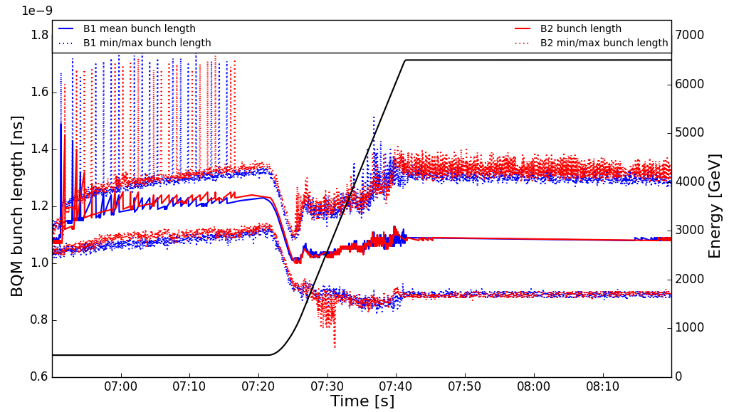 1e−9
B1 mean bunch length
B1 min/max bunch length
B2 bunch length
B2 min/max bunch length
1.8
1.6
1.4
1.2
1.0
0.8
0.6
BQM bunch length [ns]
7000
6000
5000
4000
3000
2000
1000
0
Energy [GeV]
07:00 07:10 07:20 07:30 07:40 07:50 08:00 08:10
Time [s]